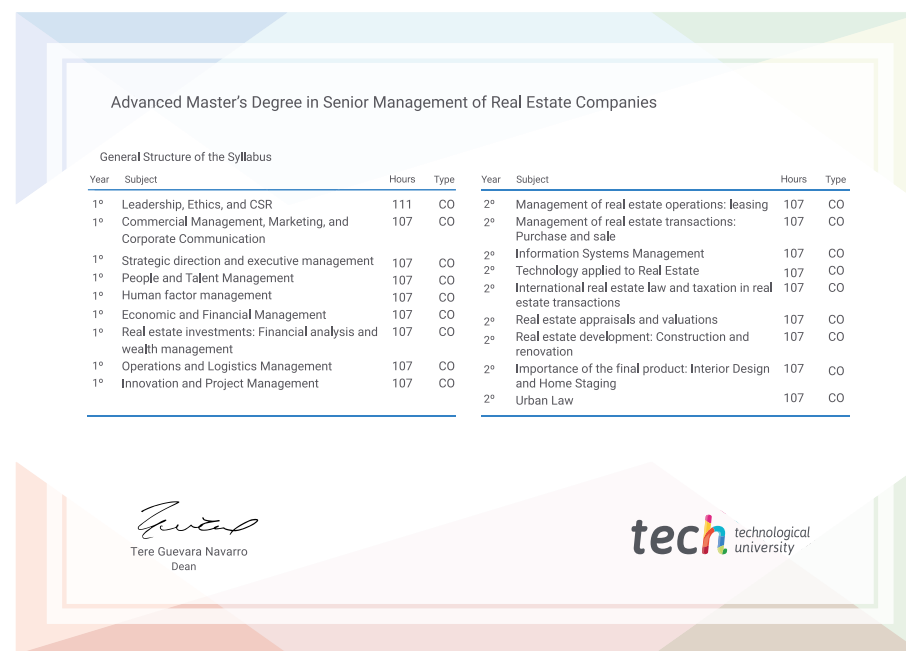 Advanced Master's Degree in Senior Management of Real Estate Companies
General Structure of the Syllabus
Year Subject Hours Type
1º Leadership, Ethics, and CSR 111 CO
1º Commercial Management, Marketing, and 107 CO
Corporate Communication
1º Strategic direction and executive management 107 CO
1º People and Talent Management 107 CO
1º Human factor management 107 CO
1º Economic and Financial Management 107 CO
1º Real estate investments: Financial analysis and 107 CO
wealth management
1º Operations and Logistics Management 107 CO
1º Innovation and Project Management 107 CO
Year Subject Hours Type
2º Management of real estate operations: leasing 107 CO
2º Management of real estate transactions: 107 CO
Purchase and sale
2º Information Systems Management 107 CO
2º Technology applied to Real Estate 107 CO
2º International real estate law and taxation in real 107 CO
estate transactions
2º Real estate appraisals and valuations 107 CO
2º Real estate development: Construction and 107 CO
renovation
2º Importance of the final product: Interior Design 107 CO
and Home Staging
2º Urban Law 107 CO
Tere Guevara Navarro
Dean
tech technological
university